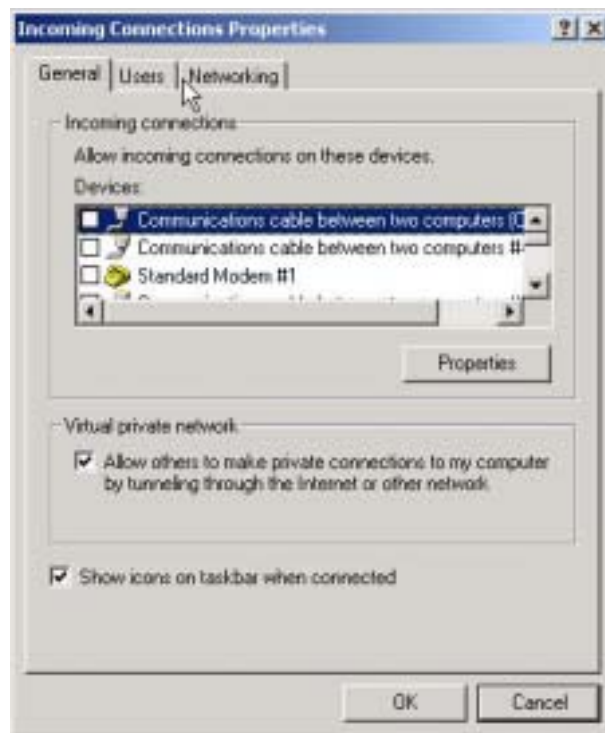 Incoming Connections Properties
General Users Networking
Incoming connections
Allow incoming connections on these devices.
Devices:
Communications cable between two computers (C
Communications cable between two computers #
Standard Modem #1
Properties
Virtual private network
Allow others to make private connections to my computer
by tunneling through the Internet or other network
Show icons on taskbar when connected
OK Cancel